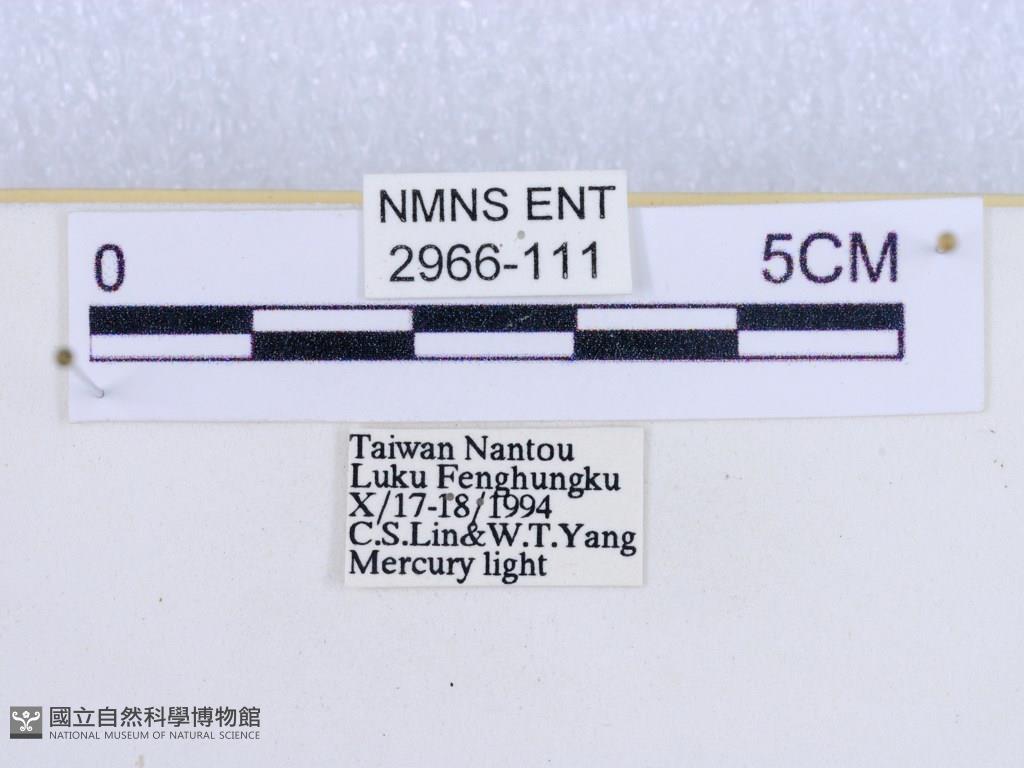 NMNS ENT
2966-111
0
5CM
Taiwan Nantou
Luku Fenghungku
X/17-18/1994
C.S.Lin&W.T.Yang
Mercury light
國立自然科學博物館
NATIONAL MUSEUM OF NATURAL SCIENCE